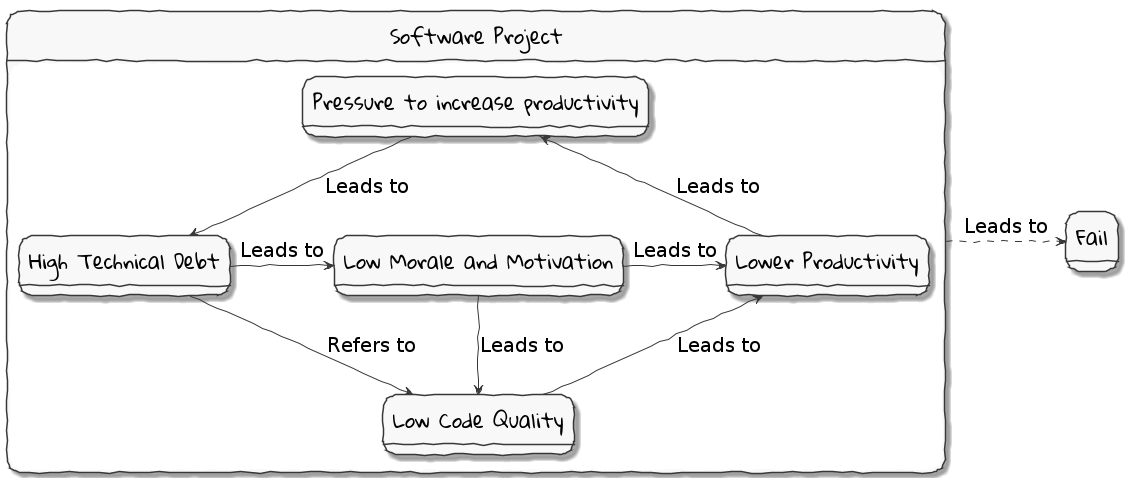 Software Project
Pressure to increase productivity
Leads to
Leads to
Leads to
Leads to
Leads to
High Technical Debt
Low Morale and Motivation
Lower Productivity
Fail
Refers to
Leads to
Leads to
Low Code Quality